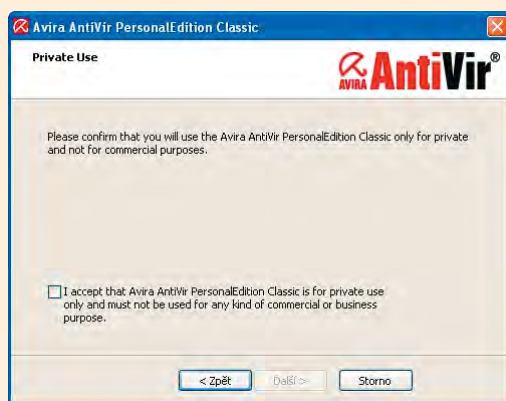 Avira AntiVir PersonalEdition Classic
Private Use
AVIRA AntiVir®
Please confirm that you will use the Avira AntiVir PersonalEdition Classic only for private
and not for commercial purposes.
I accept that Avira AntiVir PersonalEdition Classic is for private use
only and must not be used for any kind of commercial or business
purpose.
< Zpět Další > Storno